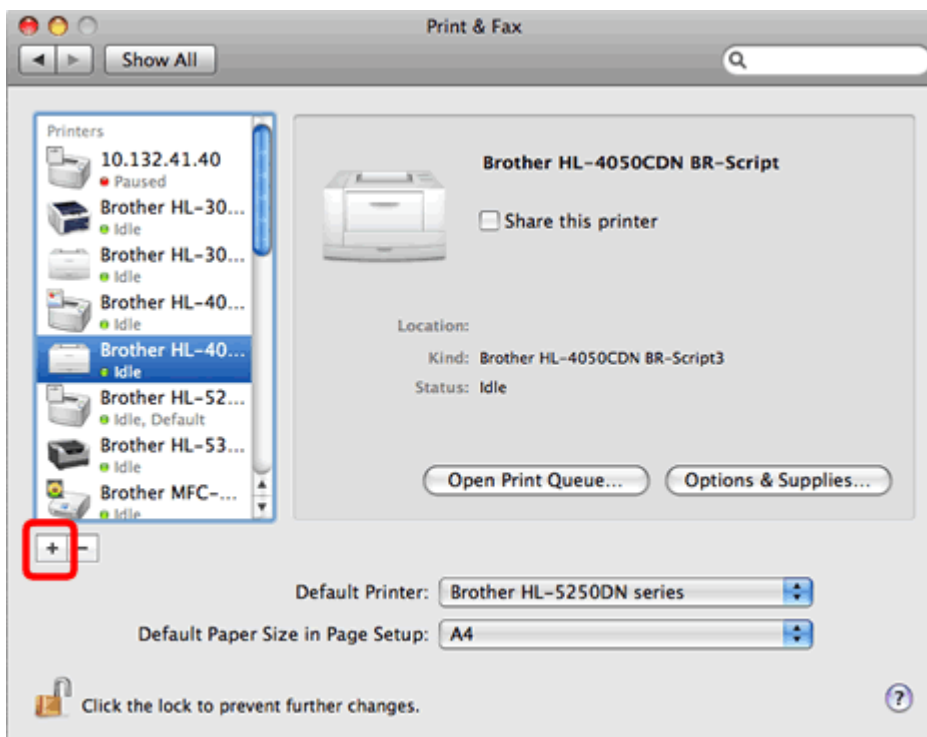 Print & Fax
Show All
Printers
10.132.41.40
Paused
Brother HL-30...
Idle
Brother HL-30...
Idle
Brother HL-40...
Idle
Brother HL-40...
Idle
Brother HL-52...
Idle, Default
Brother HL-53...
Idle
Brother MFC-...
Idle
+ −
Brother HL-4050CDN BR-Script
Share this printer
Location:
Kind: Brother HL-4050CDN BR-Script3
Status: Idle
Open Print Queue... Options & Supplies...
Default Printer: Brother HL-5250DN series
Default Paper Size in Page Setup: A4
Click the lock to prevent further changes.
?